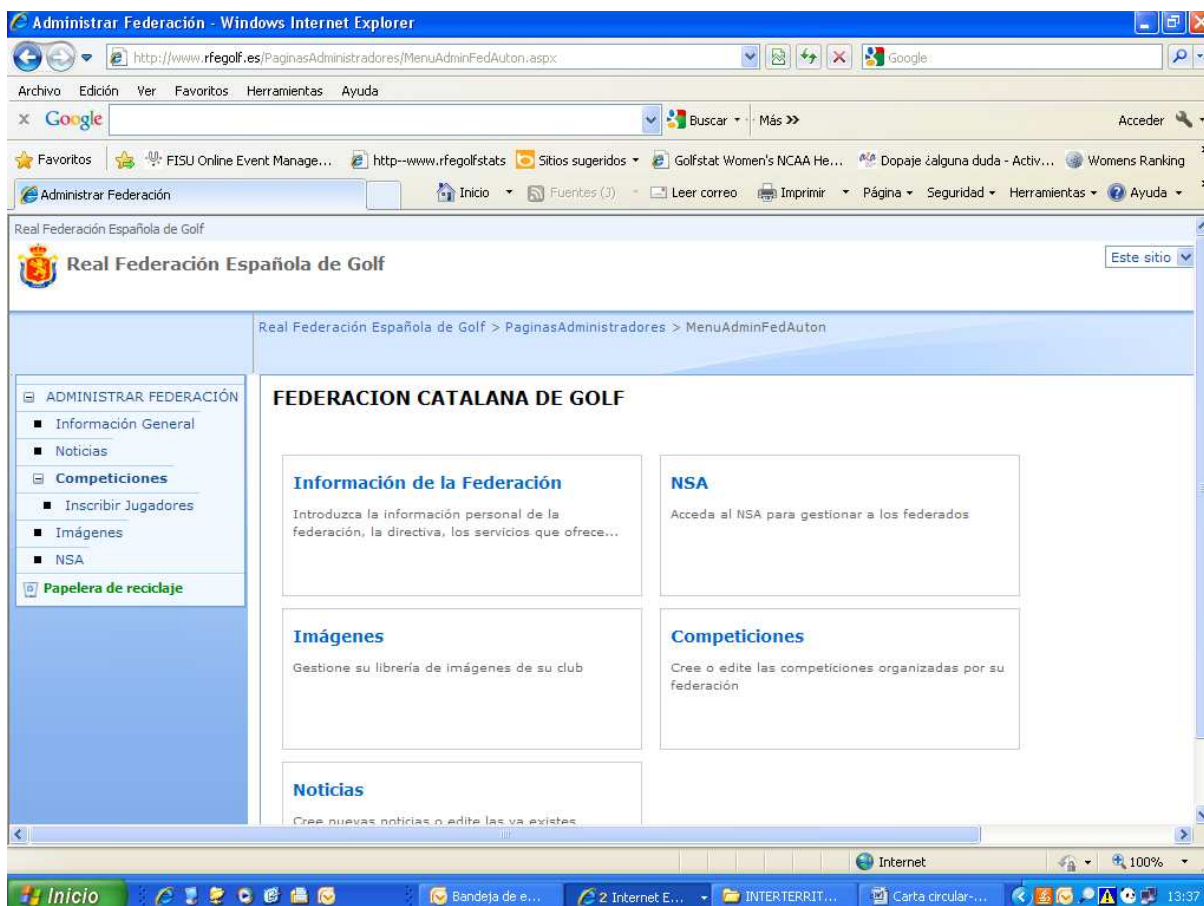 Administrar Federación - Windows Internet Explorer
http://www.rfegolf.es/PaginasAdministradores/MenuAdminFedAuton.aspx
Google
Archivo Edición Ver Favoritos Herramientas Ayuda
x Google Buscar Más >> Acceder
Favoritos FISU Online Event Manage... http--www.rfegolfstats Sitios sugeridos Golfstat Women's NCAA He... Dopaje ¿alguna duda - Activ... Womens Ranking
Administrar Federación Inicio Fuentes (J) Leer correo Imprimir Página Seguridad Herramientas Ayuda
Real Federación Española de Golf
Real Federación Española de Golf
Este sitio
Real Federación Española de Golf > PaginasAdministradores > MenuAdminFedAuton
ADMINISTRAR FEDERACIÓN
Información General
Noticias
Competiciones
Inscribir Jugadores
Imágenes
NSA
Papelera de reciclaje
FEDERACION CATALANA DE GOLF
Información de la Federación
Introduzca la información personal de la
federación, la directiva, los servicios que ofrece...
NSA
Acceda al NSA para gestionar a los federados
Imágenes
Gestione su librería de imágenes de su club
Competiciones
Cree o edite las competiciones organizadas por su
federación
Noticias
Cree nuevas noticias o edite las ya existes
Internet 100%
Inicio Bandeja de e... 2 Internet E... INTERTERRIT... Carta circular-... 13:37